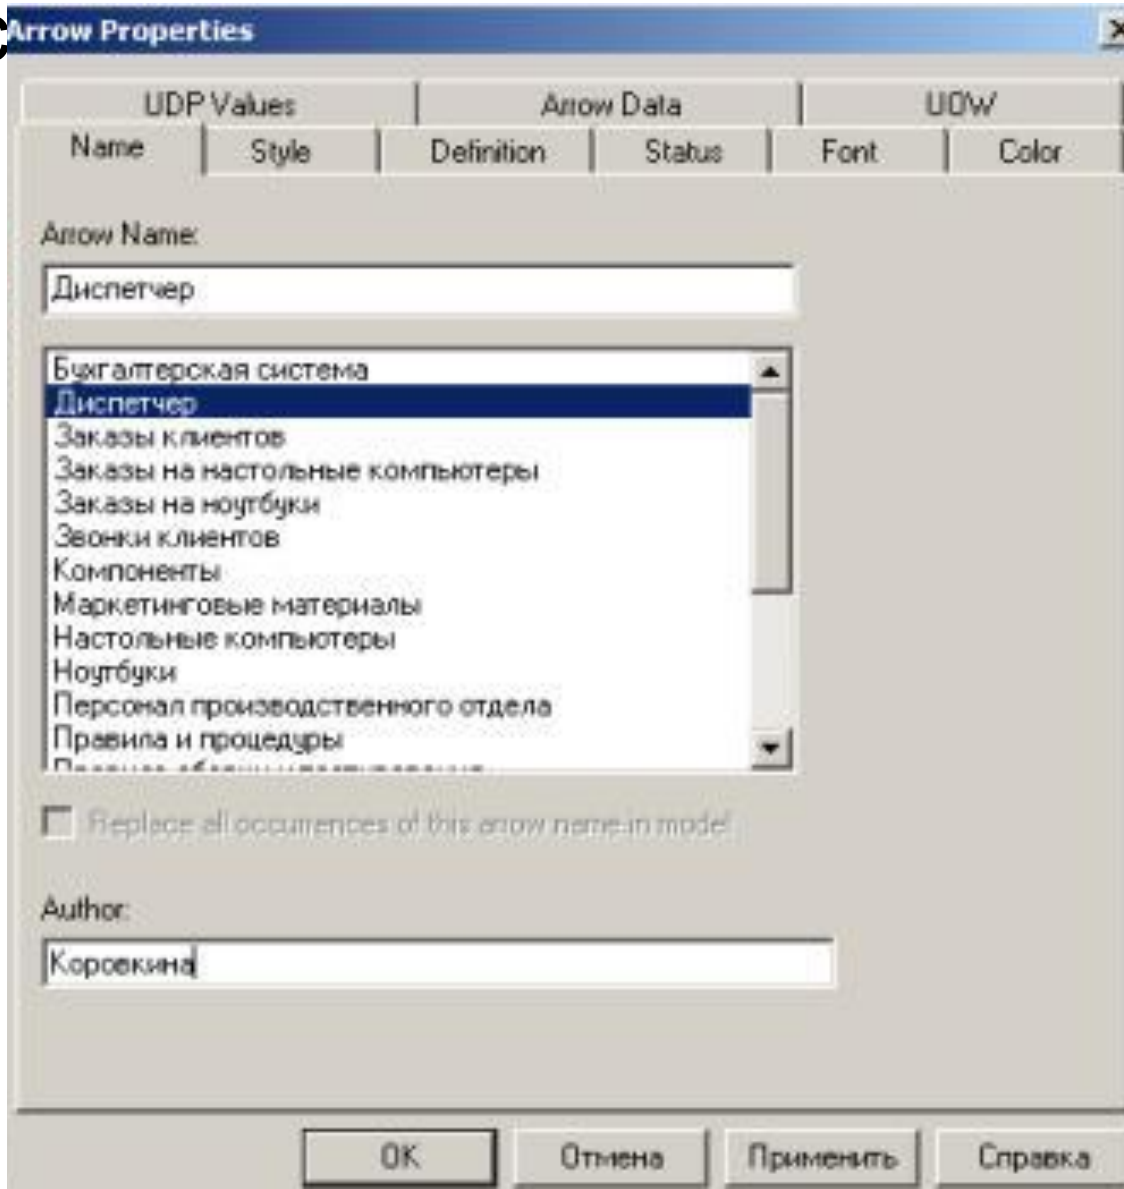 с
Arrow Properties
UDP Values Arrow Data UOW
Name Style Definition Status Font Color
Arrow Name:
Диспетчер
Бухгалтерская система
Диспетчер
Заказы клиентов
Заказы на настольные компьютеры
Заказы на ноутбуки
Звонки клиентов
Компоненты
Маркетинговые материалы
Настольные компьютеры
Ноутбуки
Персонал производственного отдела
Правила и процедуры
Replace all occurrences of this arrow name in model
Author:
Коровкина
OK Отмена Применить Справка